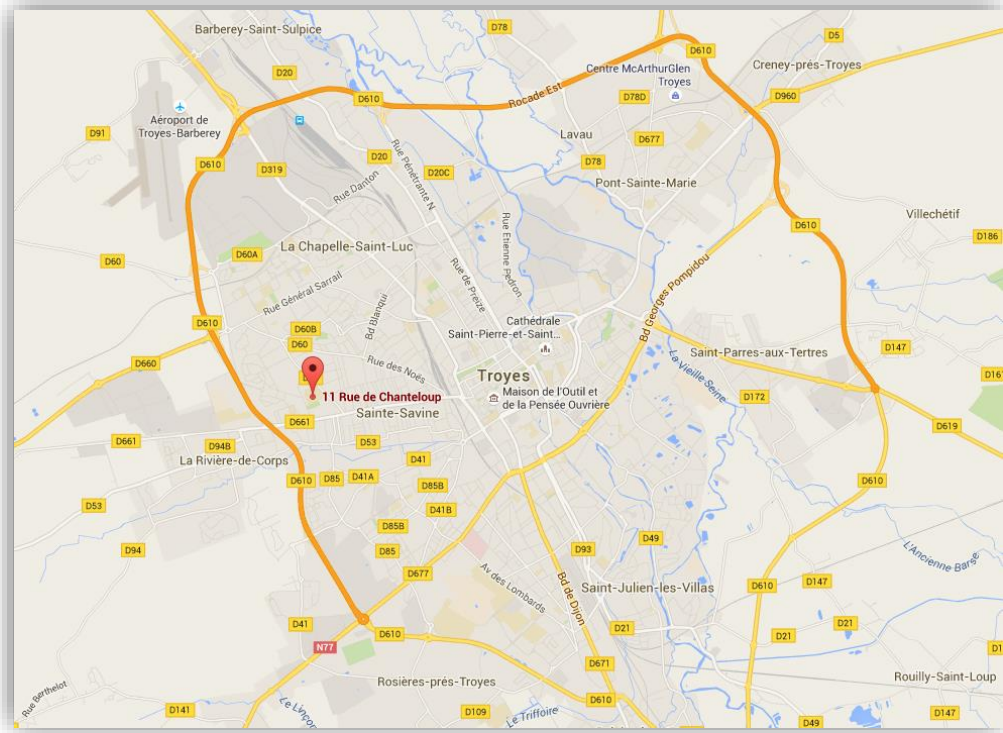 Barberey-Saint-Sulpice
D78
D610
D5
Centre McArthurGlen
Troyes
Creney-prés-Troyes
D20
D610
Rocade Est
D78D
D960
Aéroport de
Troyes-Barberey
D91
D677
Lavau
D610
D319
D20
Rue Pénétrante N
D20C
D78
Rue Danton
Pont-Sainte-Marie
Villechétif
Rue Etienne Pedron
D610
D186
La Chapelle-Saint-Luc
D60A
D60
Rue de Preize
Bd Georges Pompidou
Rue Général Sarrail
Bd Blanqui
D610
D60B
D60
Cathédrale
Saint-Pierre-et-Saint...
D147
D660
Rue des Noës
Saint-Parres-aux-Tertres
La Vieille-Seine
Troyes
11 Rue de Chanteloup
Maison de l'Outil et
de la Pensée Ouvrière
D172
Sainte-Savine
D661
D619
D661
D94B
D53
La Rivière-de-Corps
D41
D610
D85
D41A
D85B
D610
D53
D41B
D85B
D94
D85
D93
D49
L'Ancienne Barse
D677
Av des Lombards
Bd de Dijon
Saint-Julien-les-Villas
D610
D147
D41
D610
D21
D21
D21
N77
D671
Rosières-prés-Troyes
Rouilly-Saint-Loup
Rue Berthelot
D610
D141
D109
Le Triffoire
D49
D147